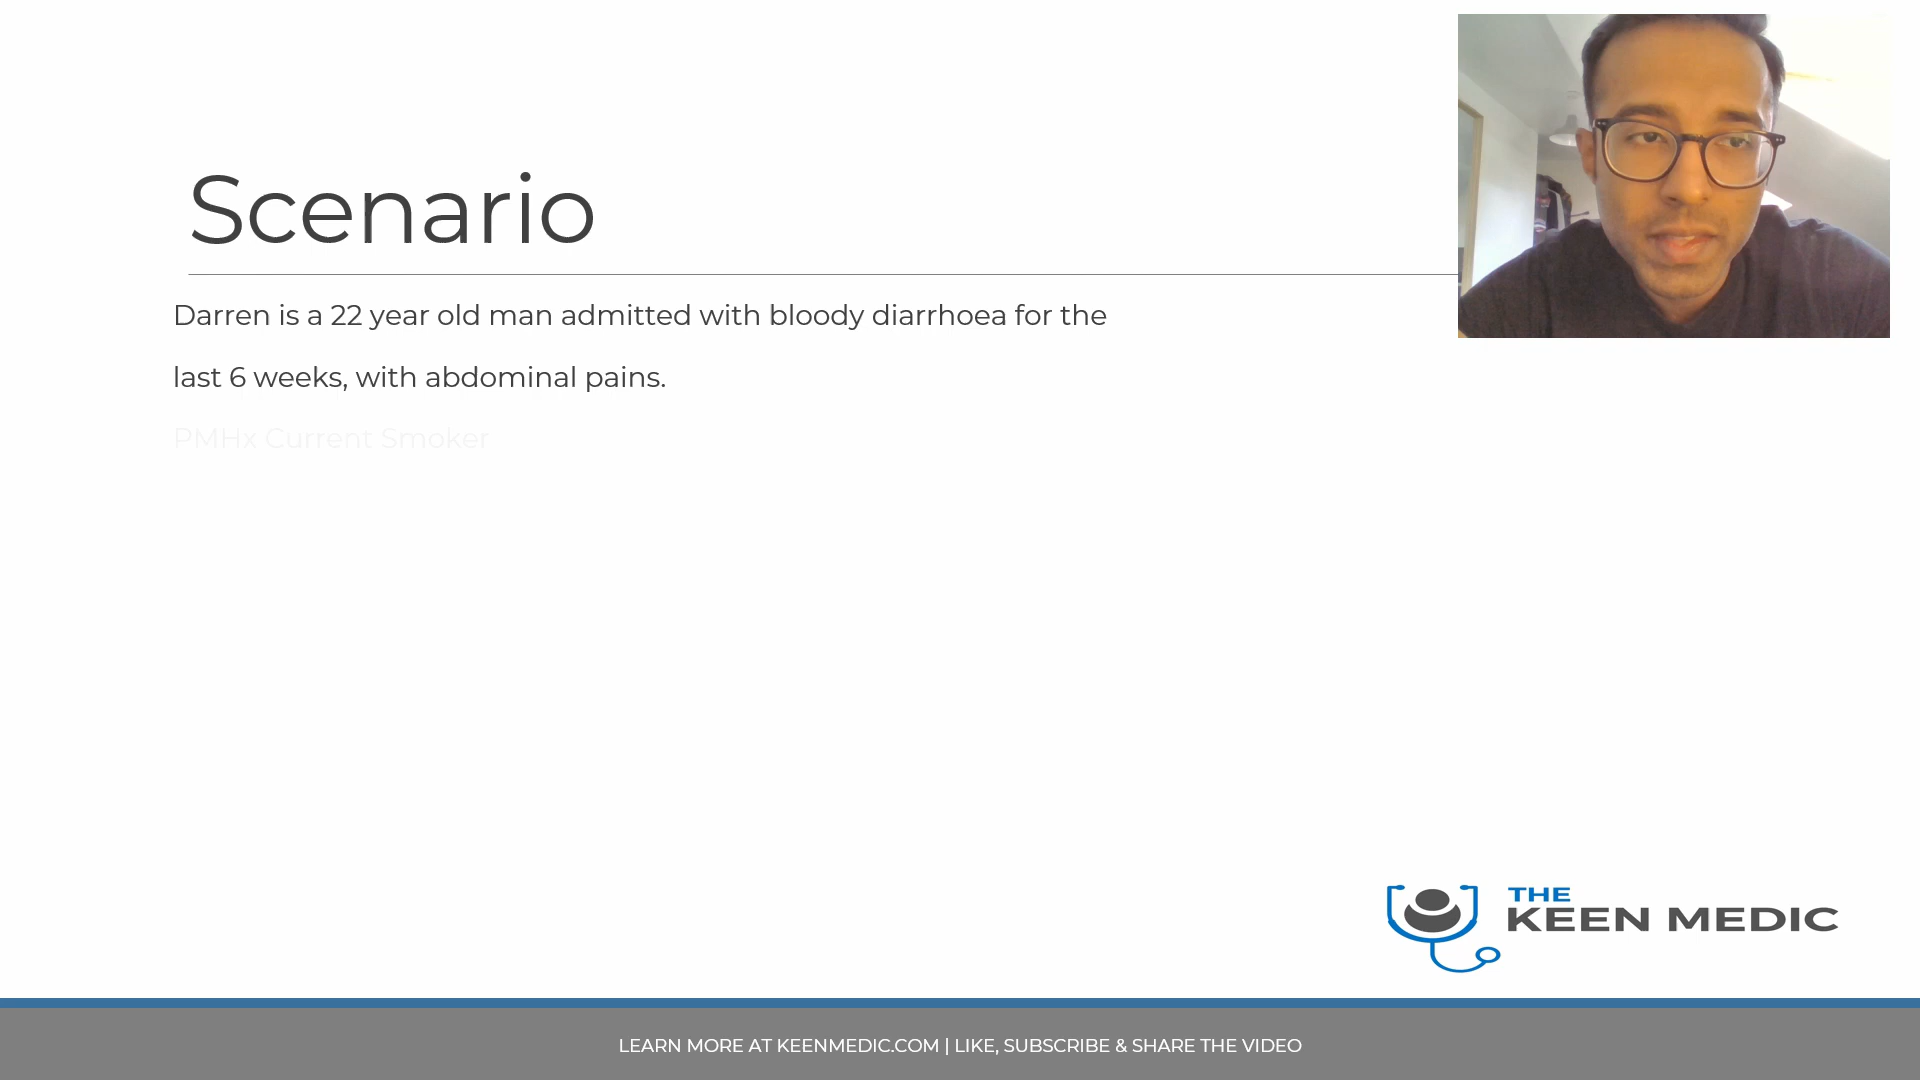 Scenario
Darren is a 22 year old man admitted with bloody diarrhoea for the
last 6 weeks, with abdominal pains.
PMHx Current Smoker
THE
KEEN MEDIC
LEARN MORE AT KEENMEDIC.COM | LIKE, SUBSCRIBE & SHARE THE VIDEO